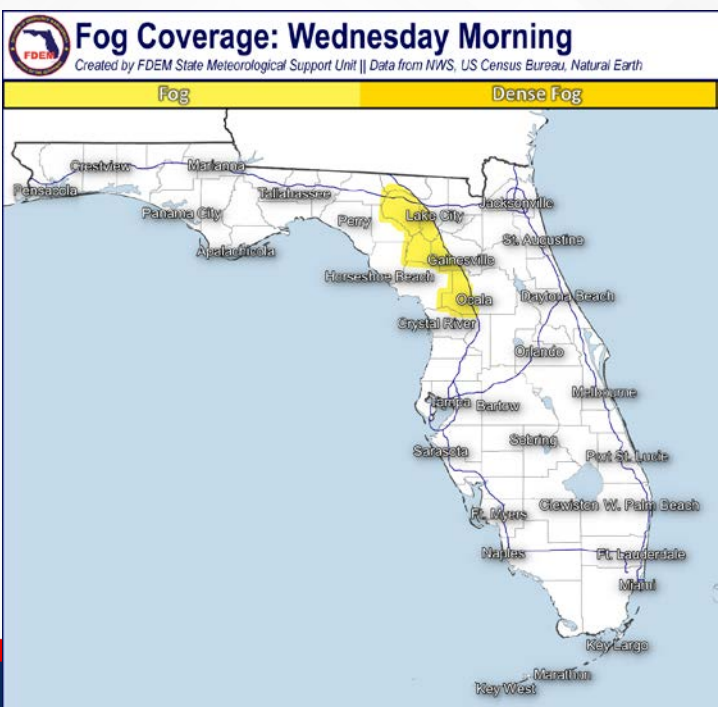 Fog Coverage: Wednesday Morning
FDEM
Created by FDEM State Meteorological Support Unit || Data from NWS, US Census Bureau, Natural Earth
Fog Dense Fog
Crestview
Marianna
Pensacola
Tallahassee
Panama City
Perry
Lake City
Jacksonville
Apalachicola
St. Augustine
Gainesville
Horseshoe Beach
Ocala
Daytona Beach
Crystal River
Orlando
Melbourne
Tampa
Bartow
Sebring
Sarasota
Port St. Lucie
Ft. Myers
Clewiston
W. Palm Beach
Naples
Ft. Lauderdale
Miami
Key Largo
Marathon
Key West